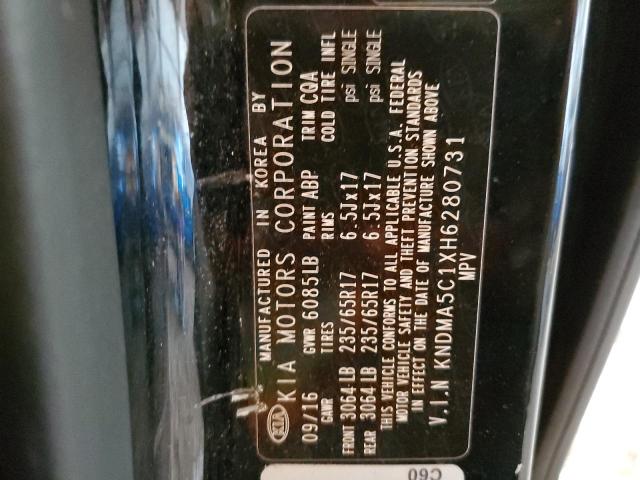 MANUFACTURED IN KOREA BY
KIA KIA MOTORS CORPORATION
09/16 GVWR 6085LB PAINT ABP TRIM CQA
GAWR TIRES RIMS COLD TIRE INFL
FRONT 3064LB 235/65R17 6.5Jx17 psi SINGLE
REAR 3064LB 235/65R17 6.5Jx17 psi SINGLE
THIS VEHICLE CONFORMS TO ALL APPLICABLE U.S.A. FEDERAL
MOTOR VEHICLE SAFETY AND THEFT PREVENTION STANDARDS
IN EFFECT ON THE DATE OF MANUFACTURE SHOWN ABOVE
V.I.N KNDMA5C1XH6280731
MPV
C60